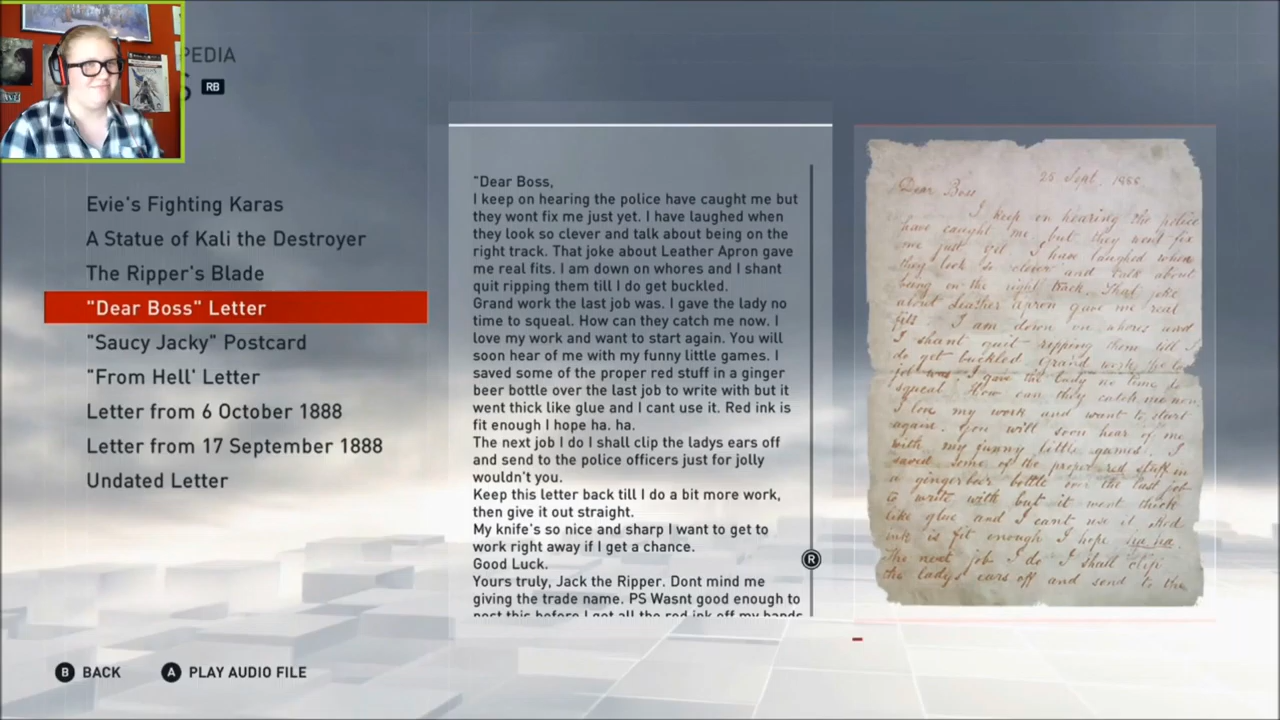 PEDIA
S RB
Evie's Fighting Karas
A Statue of Kali the Destroyer
The Ripper's Blade
"Dear Boss" Letter
"Saucy Jacky" Postcard
"From Hell' Letter
Letter from 6 October 1888
Letter from 17 September 1888
Undated Letter
"Dear Boss,
I keep on hearing the police have caught me but
they wont fix me just yet. I have laughed when
they look so clever and talk about being on the
right track. That joke about Leather Apron gave
me real fits. I am down on whores and I shant
quit ripping them till I do get buckled.
Grand work the last job was. I gave the lady no
time to squeal. How can they catch me now. I
love my work and want to start again. You will
soon hear of me with my funny little games. I
saved some of the proper red stuff in a ginger
beer bottle over the last job to write with but it
went thick like glue and I cant use it. Red ink is
fit enough I hope ha. ha.
The next job I do I shall clip the ladys ears off
and send to the police officers just for jolly
wouldn't you.
Keep this letter back till I do a bit more work,
then give it out straight.
My knife's so nice and sharp I want to get to
work right away if I get a chance.
Good Luck.
Yours truly, Jack the Ripper. Dont mind me
giving the trade name. PS Wasnt good enough to
post this before I got all the red ink off my hands
R
25 Sept. 1888
Dear Boss
I keep on hearing the police
have caught me but they wont fix
me just yet. I have laughed when
they look so clever and talk about
being on the right track. That joke
about Leather apron gave me real
fits. I am down on whores and
I shant quit ripping them till I
do get buckled. Grand work the last
job was. I gave the lady no time to
squeal. How can they catch me now.
I love my work and want to start
again. You will soon hear of me
with my funny little games. I
saved some of the proper red stuff in
a ginger beer bottle over the last job
to write with but it went thick
like glue and I cant use it. Red
ink is fit enough I hope ha. ha.
The next job I do I shall clip
the ladys ears off and send to the
B BACK
A PLAY AUDIO FILE